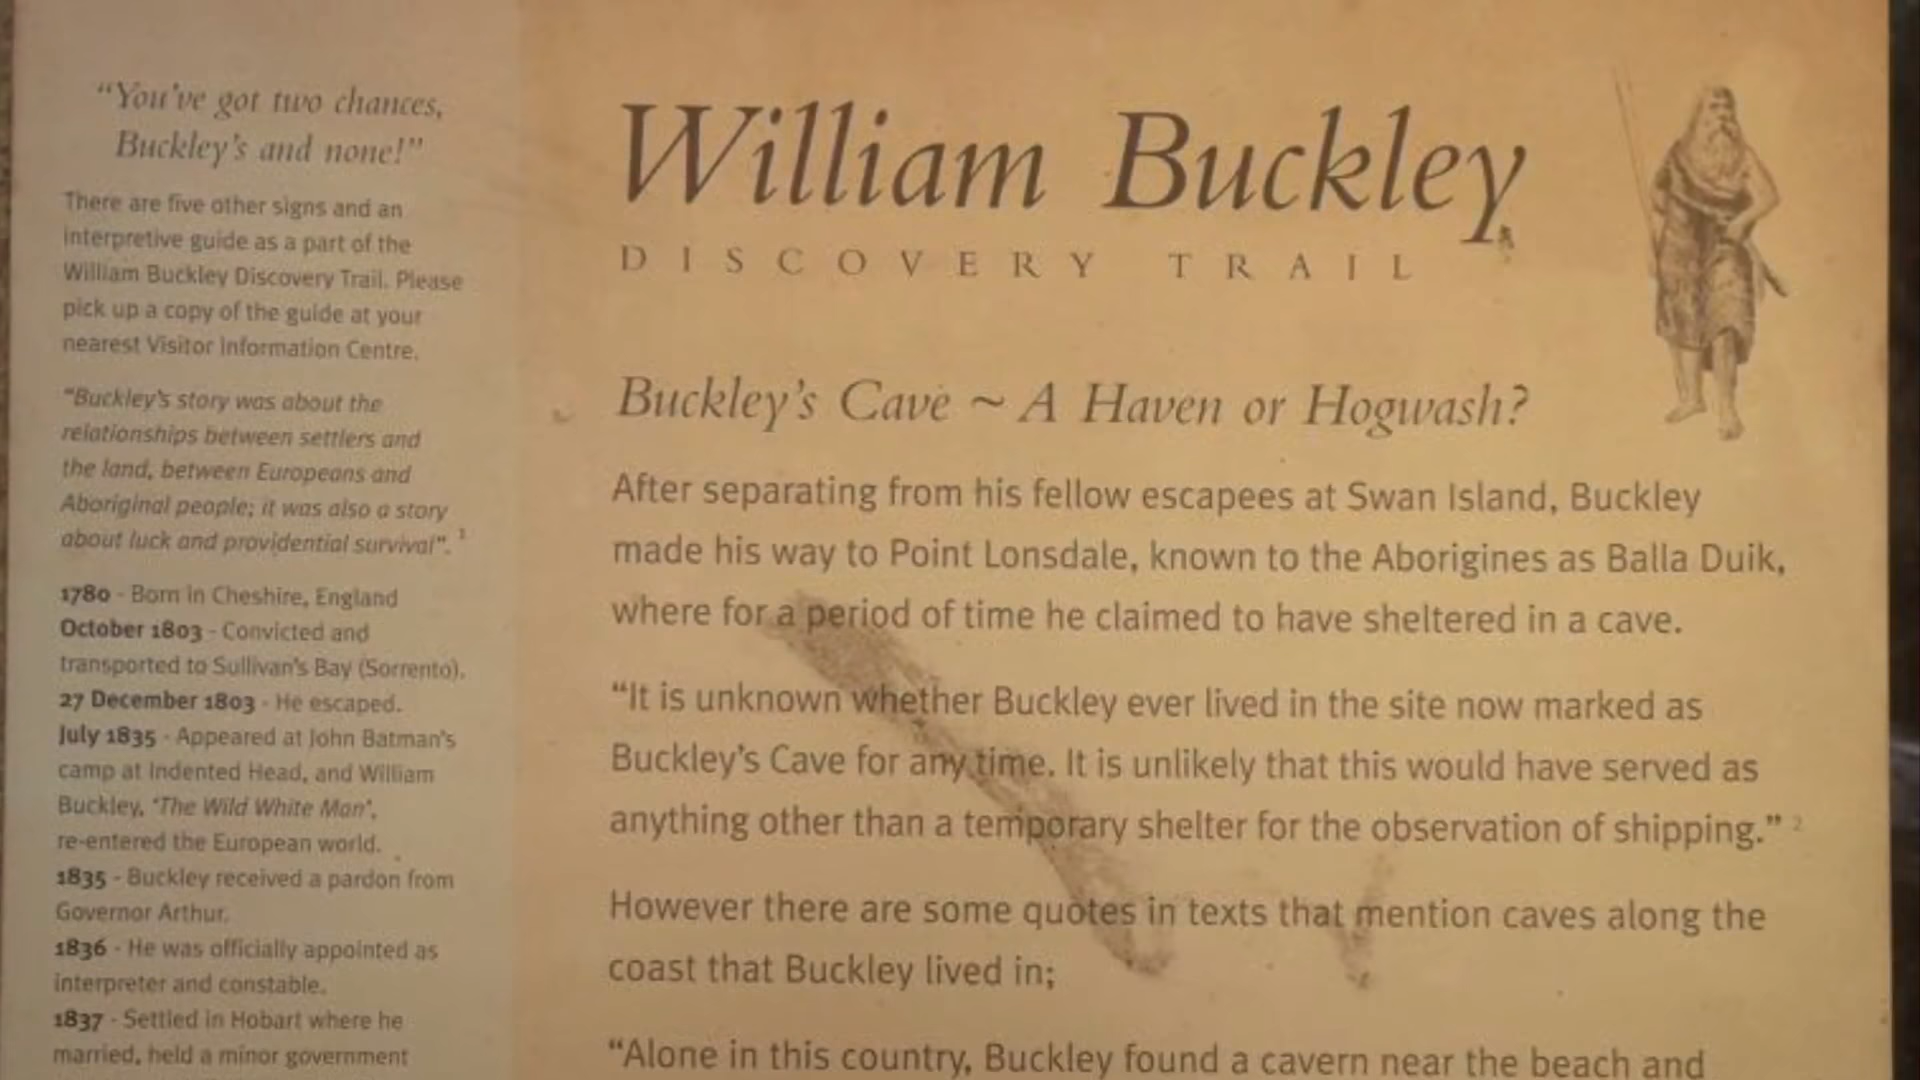 "You've got two chances,
Buckley's and none!"
There are five other signs and an
interpretive guide as a part of the
William Buckley Discovery Trail. Please
pick up a copy of the guide at your
nearest Visitor Information Centre.
"Buckley's story was about the
relationships between settlers and
the land, between Europeans and
Aboriginal people; it was also a story
about luck and providential survival". 1
1780 - Born in Cheshire, England
October 1803 - Convicted and
transported to Sullivan's Bay (Sorrento).
27 December 1803 - He escaped.
July 1835 - Appeared at John Batman's
camp at Indented Head, and William
Buckley, 'The Wild White Man',
re-entered the European world.
1835 - Buckley received a pardon from
Governor Arthur.
1836 - He was officially appointed as
interpreter and constable.
1837 - Settled in Hobart where he
married, held a minor government
William Buckley
DISCOVERY TRAIL
Buckley's Cave ~ A Haven or Hogwash?
After separating from his fellow escapees at Swan Island, Buckley
made his way to Point Lonsdale, known to the Aborigines as Balla Duik,
where for a period of time he claimed to have sheltered in a cave.
"It is unknown whether Buckley ever lived in the site now marked as
Buckley's Cave for any time. It is unlikely that this would have served as
anything other than a temporary shelter for the observation of shipping." 2
However there are some quotes in texts that mention caves along the
coast that Buckley lived in;
"Alone in this country, Buckley found a cavern near the beach and